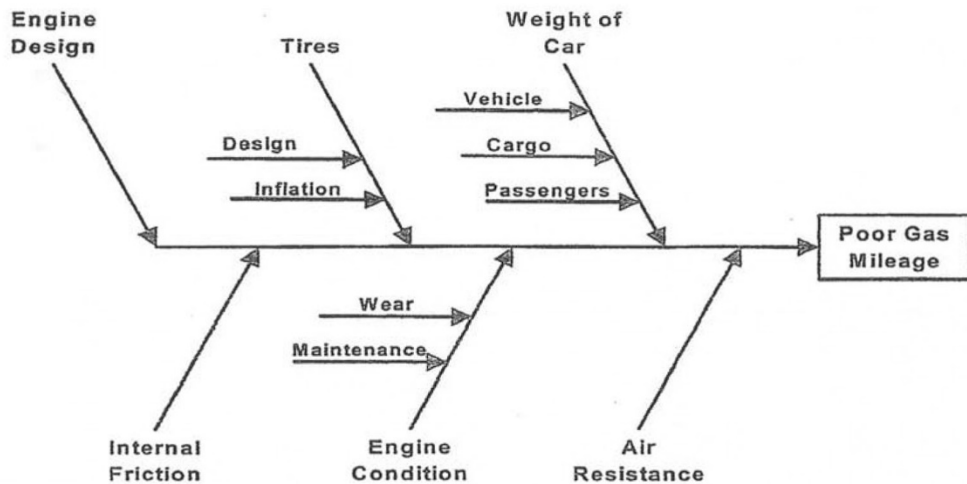 Engine
Design
Tires
Weight of
Car
Vehicle
Design
Cargo
Inflation
Passengers
Poor Gas
Mileage
Wear
Maintenance
Internal
Friction
Engine
Condition
Air
Resistance